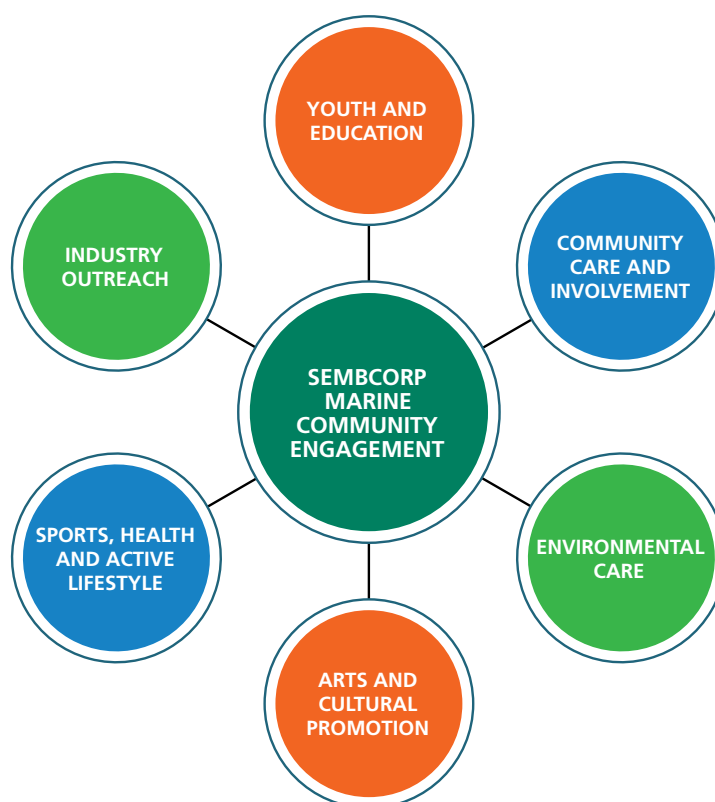 YOUTH AND
EDUCATION
INDUSTRY
OUTREACH
COMMUNITY
CARE AND
INVOLVEMENT
SEMBCORP
MARINE
COMMUNITY
ENGAGEMENT
SPORTS, HEALTH
AND ACTIVE
LIFESTYLE
ENVIRONMENTAL
CARE
ARTS AND
CULTURAL
PROMOTION